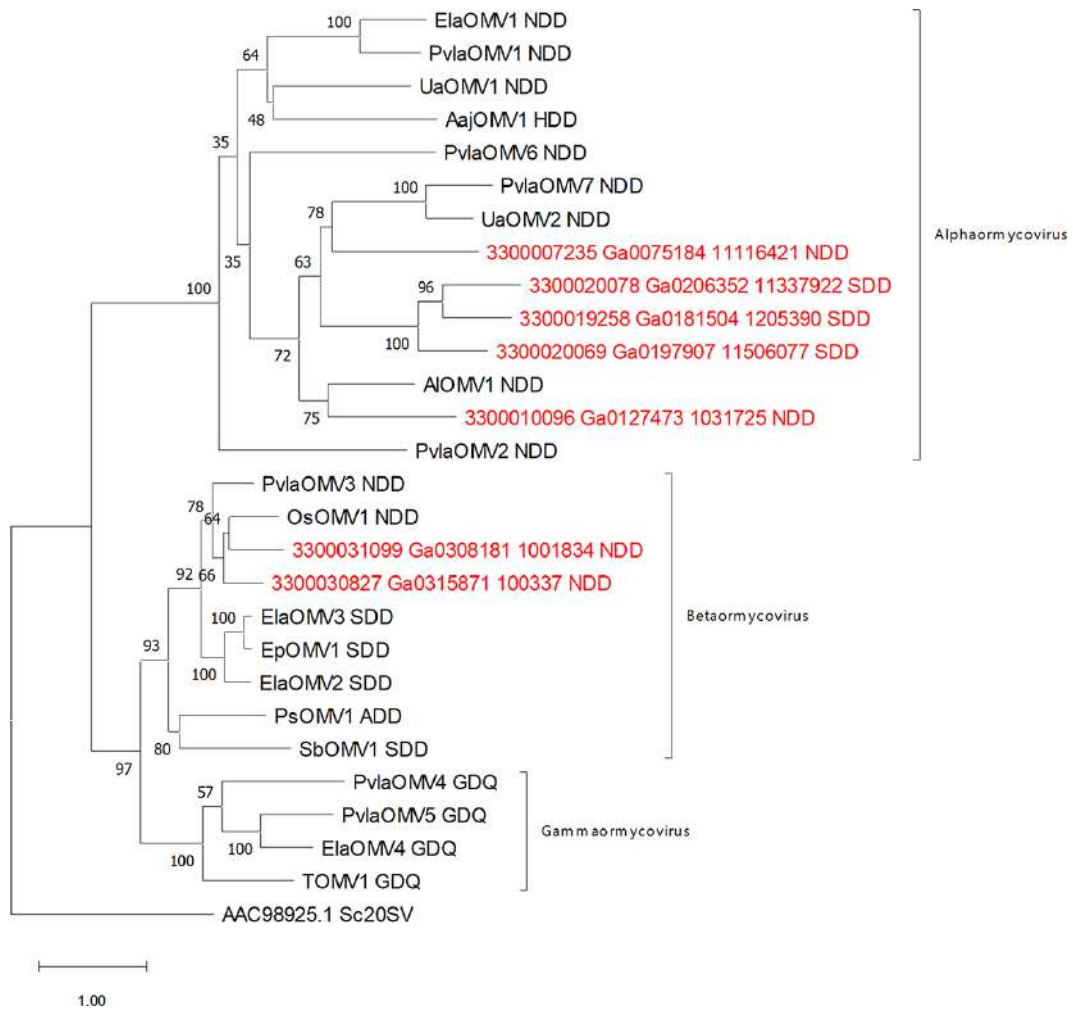 100
ElaOMV1 NDD
PvlaOMV1 NDD
64
UaOMV1 NDD
48
AajOMV1 HDD
35
PvlaOMV6 NDD
100
PvlaOMV7 NDD
78
UaOMV2 NDD
Alphaormycovirus
3300007235 Ga0075184 11116421 NDD
35
63
96
3300020078 Ga0206352 11337922 SDD
100
3300019258 Ga0181504 1205390 SDD
100
3300020069 Ga0197907 11506077 SDD
72
AlOMV1 NDD
75
3300010096 Ga0127473 1031725 NDD
PvlaOMV2 NDD
PvlaOMV3 NDD
78
64
OsOMV1 NDD
3300031099 Ga0308181 1001834 NDD
92
66
3300030827 Ga0315871 100337 NDD
100
ElaOMV3 SDD
Betaormycovirus
93
EpOMV1 SDD
100
ElaOMV2 SDD
PsOMV1 ADD
80
SbOMV1 SDD
97
57
PvlaOMV4 GDQ
PvlaOMV5 GDQ
Gammaormycovirus
100
100
ElaOMV4 GDQ
TOMV1 GDQ
AAC98925.1 Sc20SV
1.00